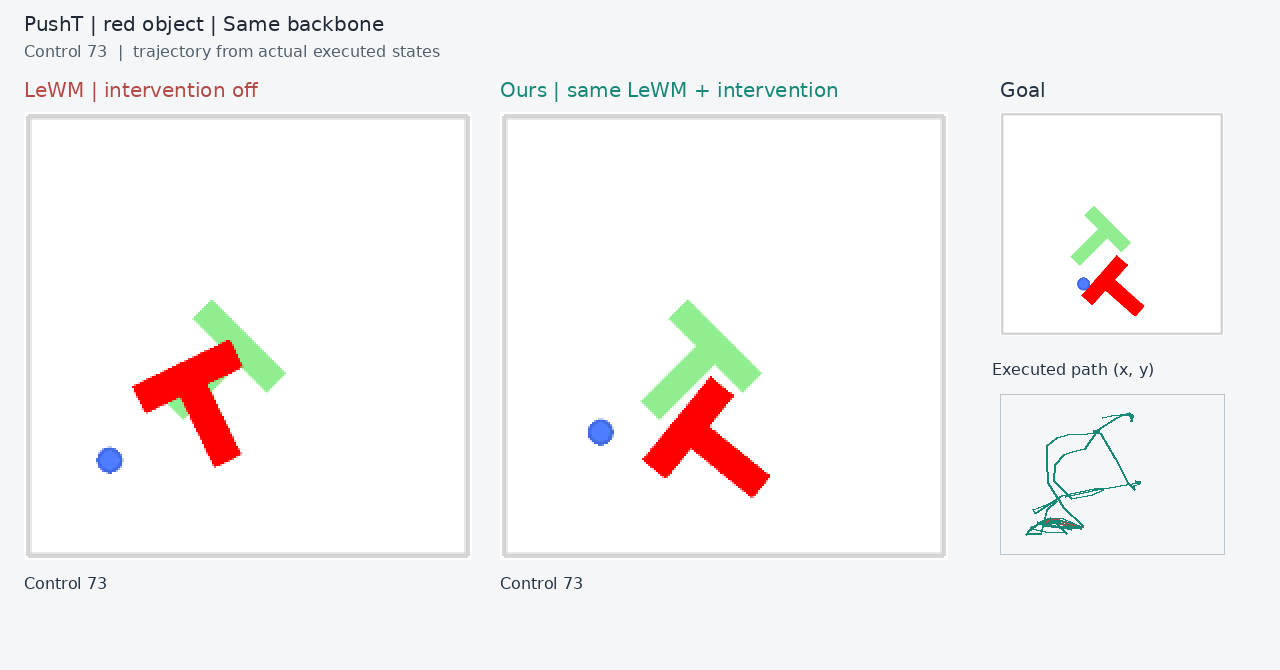 PushT | red object | Same backbone
Control 73  |  trajectory from actual executed states
LeWM | intervention off
Ours | same LeWM + intervention
Goal
Executed path (x, y)
Control 73
Control 73